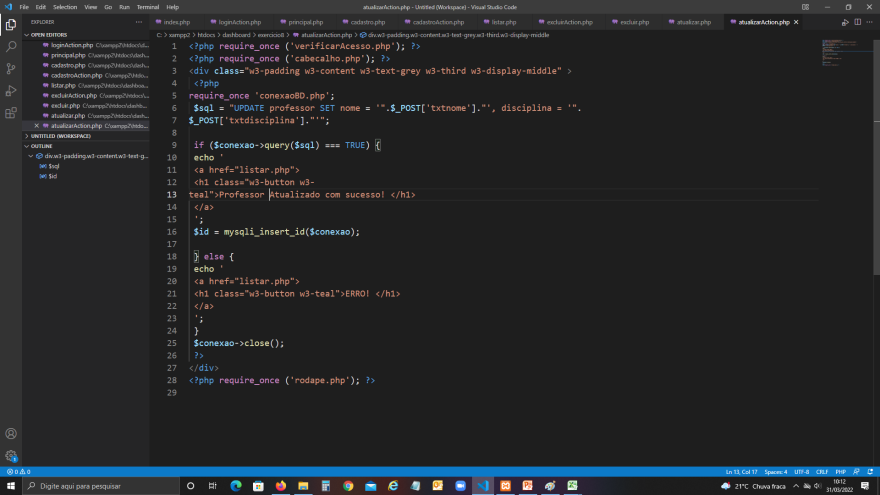 File Edit Selection View Go Run Terminal Help
atualizarAction.php - Untitled (Workspace) - Visual Studio Code
EXPLORER ···
index.php loginAction.php principal.php cadastro.php cadastroAction.php listar.php excluirAction.php excluir.php atualizar.php atualizarAction.php
C: > xampp2 > htdocs > dashboard > exercicio8 > atualizarAction.php > div.w3-padding.w3-content.w3-text-grey.w3-third.w3-display-middle
OPEN EDITORS
loginAction.php C:\xampp2\htdocs\da...
principal.php C:\xampp2\htdocs\dash...
cadastro.php C:\xampp2\htdocs\dash...
cadastroAction.php C:\xampp2\htdoc...
listar.php C:\xampp2\htdocs\dashboa...
excluirAction.php C:\xampp2\htdocs\...
excluir.php C:\xampp2\htdocs\dashb...
atualizar.php C:\xampp2\htdocs\dash...
atualizarAction.php C:\xampp2\htdo...
UNTITLED (WORKSPACE)
OUTLINE
div.w3-padding.w3-content.w3-text-g...
$sql
$id
1 <?php require_once ('verificarAcesso.php'); ?>
2 <?php require_once ('cabecalho.php'); ?>
3 <div class="w3-padding w3-content w3-text-grey w3-third w3-display-middle" >
4 <?php
5 require_once 'conexaoBD.php';
6 $sql = "UPDATE professor SET nome = '".$_POST['txtnome']."', disciplina = '".
7 $_POST['txtdisciplina']."'";
8
9 if ($conexao->query($sql) === TRUE) {
10 echo '
11 <a href="listar.php">
12 <h1 class="w3-button w3-
13 teal">Professor Atualizado com sucesso! </h1>
14 </a>
15 ';
16 $id = mysqli_insert_id($conexao);
17
18 } else {
19 echo '
20 <a href="listar.php">
21 <h1 class="w3-button w3-teal">ERRO! </h1>
22 </a>
23 ';
24 }
25 $conexao->close();
26 ?>
27 </div>
28 <?php require_once ('rodape.php'); ?>
29
0 0 Ln 13, Col 17 Spaces: 4 UTF-8 CRLF PHP
Digite aqui para pesquisar
21°C Chuva fraca
10:12
31/03/2022